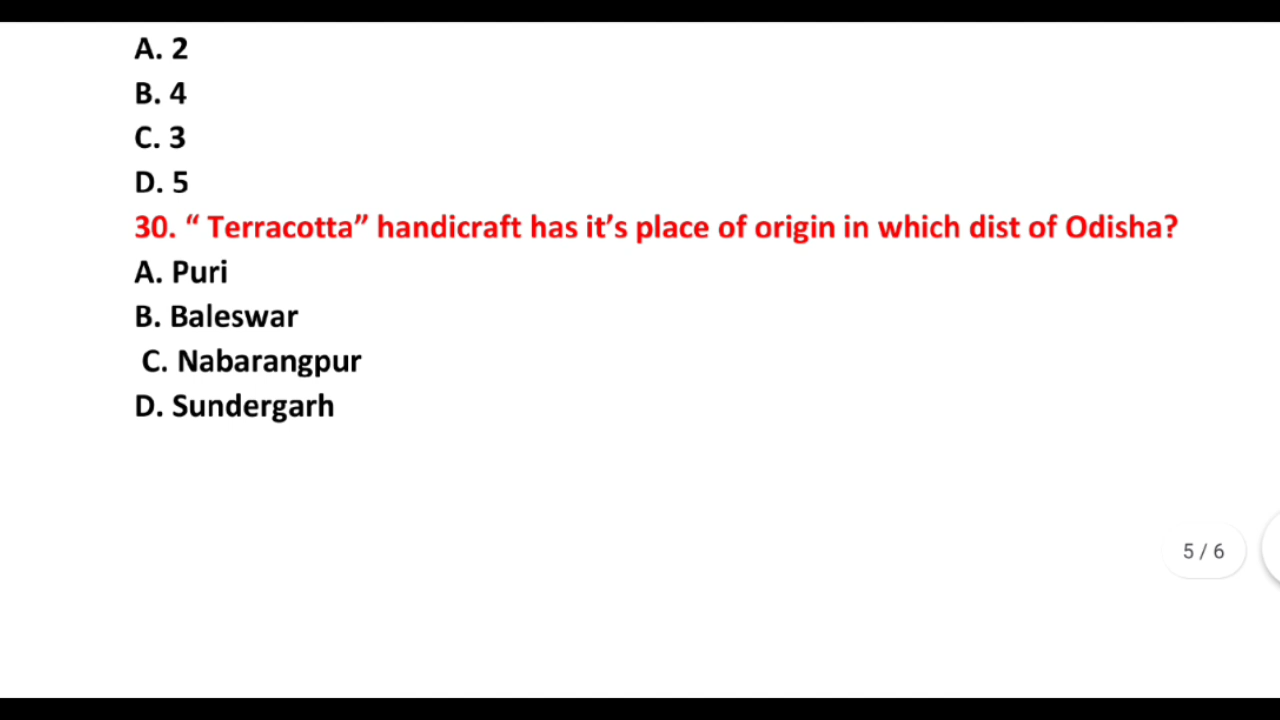 A. 2
B. 4
C. 3
D. 5
30. “ Terracotta” handicraft has it’s place of origin in which dist of Odisha?
A. Puri
B. Baleswar
C. Nabarangpur
D. Sundergarh
5 / 6